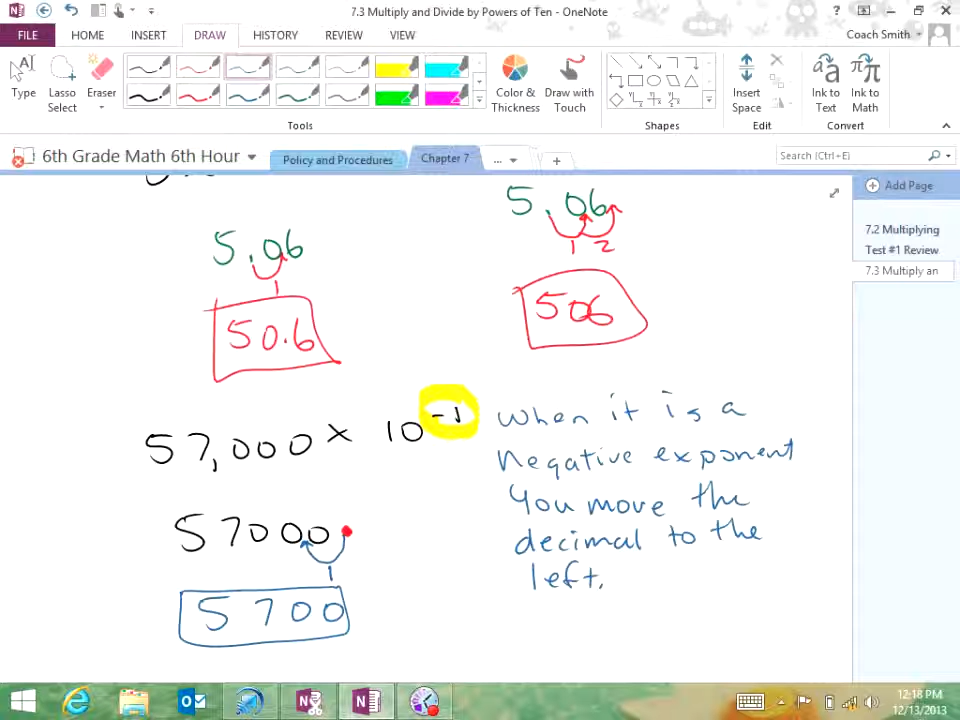 7.3 Multiply and Divide by Powers of Ten - OneNote
FILE HOME INSERT DRAW HISTORY REVIEW VIEW
Coach Smith
Type Lasso Select Eraser
Color & Thickness Draw with Touch
Insert Space
Ink to Text Ink to Math
Tools Shapes Edit Convert
6th Grade Math 6th Hour Policy and Procedures Chapter 7 ... +
Search (Ctrl+E)
Add Page
7.2 Multiplying
Test #1 Review
7.3 Multiply an
5.06
1
50.6
5.06
1 2
506
57,000 × 10⁻¹
57000.
1
5700
When it is a
negative exponent
You move the
decimal to the
left.
12:18 PM
12/13/2013